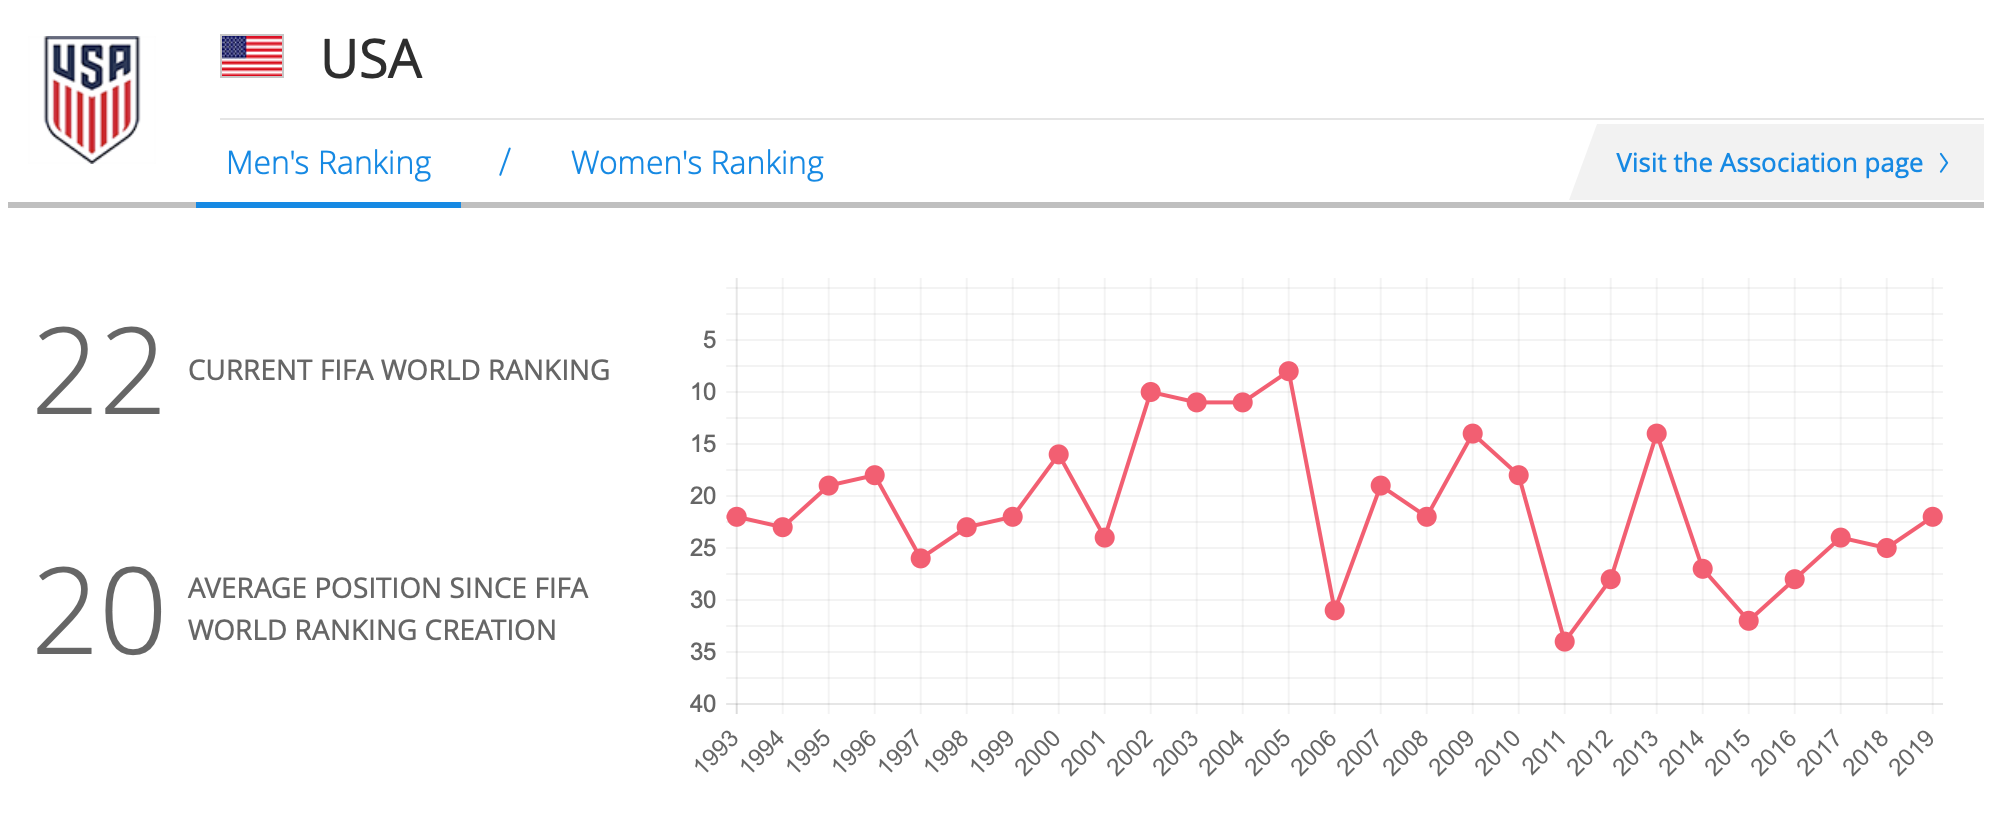 USA
USA
Men's Ranking / Women's Ranking
Visit the Association page >
22 CURRENT FIFA WORLD RANKING
20 AVERAGE POSITION SINCE FIFA
WORLD RANKING CREATION
5
10
15
20
25
30
35
40
1993 1994 1995 1996 1997 1998 1999 2000 2001 2002 2003 2004 2005 2006 2007 2008 2009 2010 2011 2012 2013 2014 2015 2016 2017 2018 2019